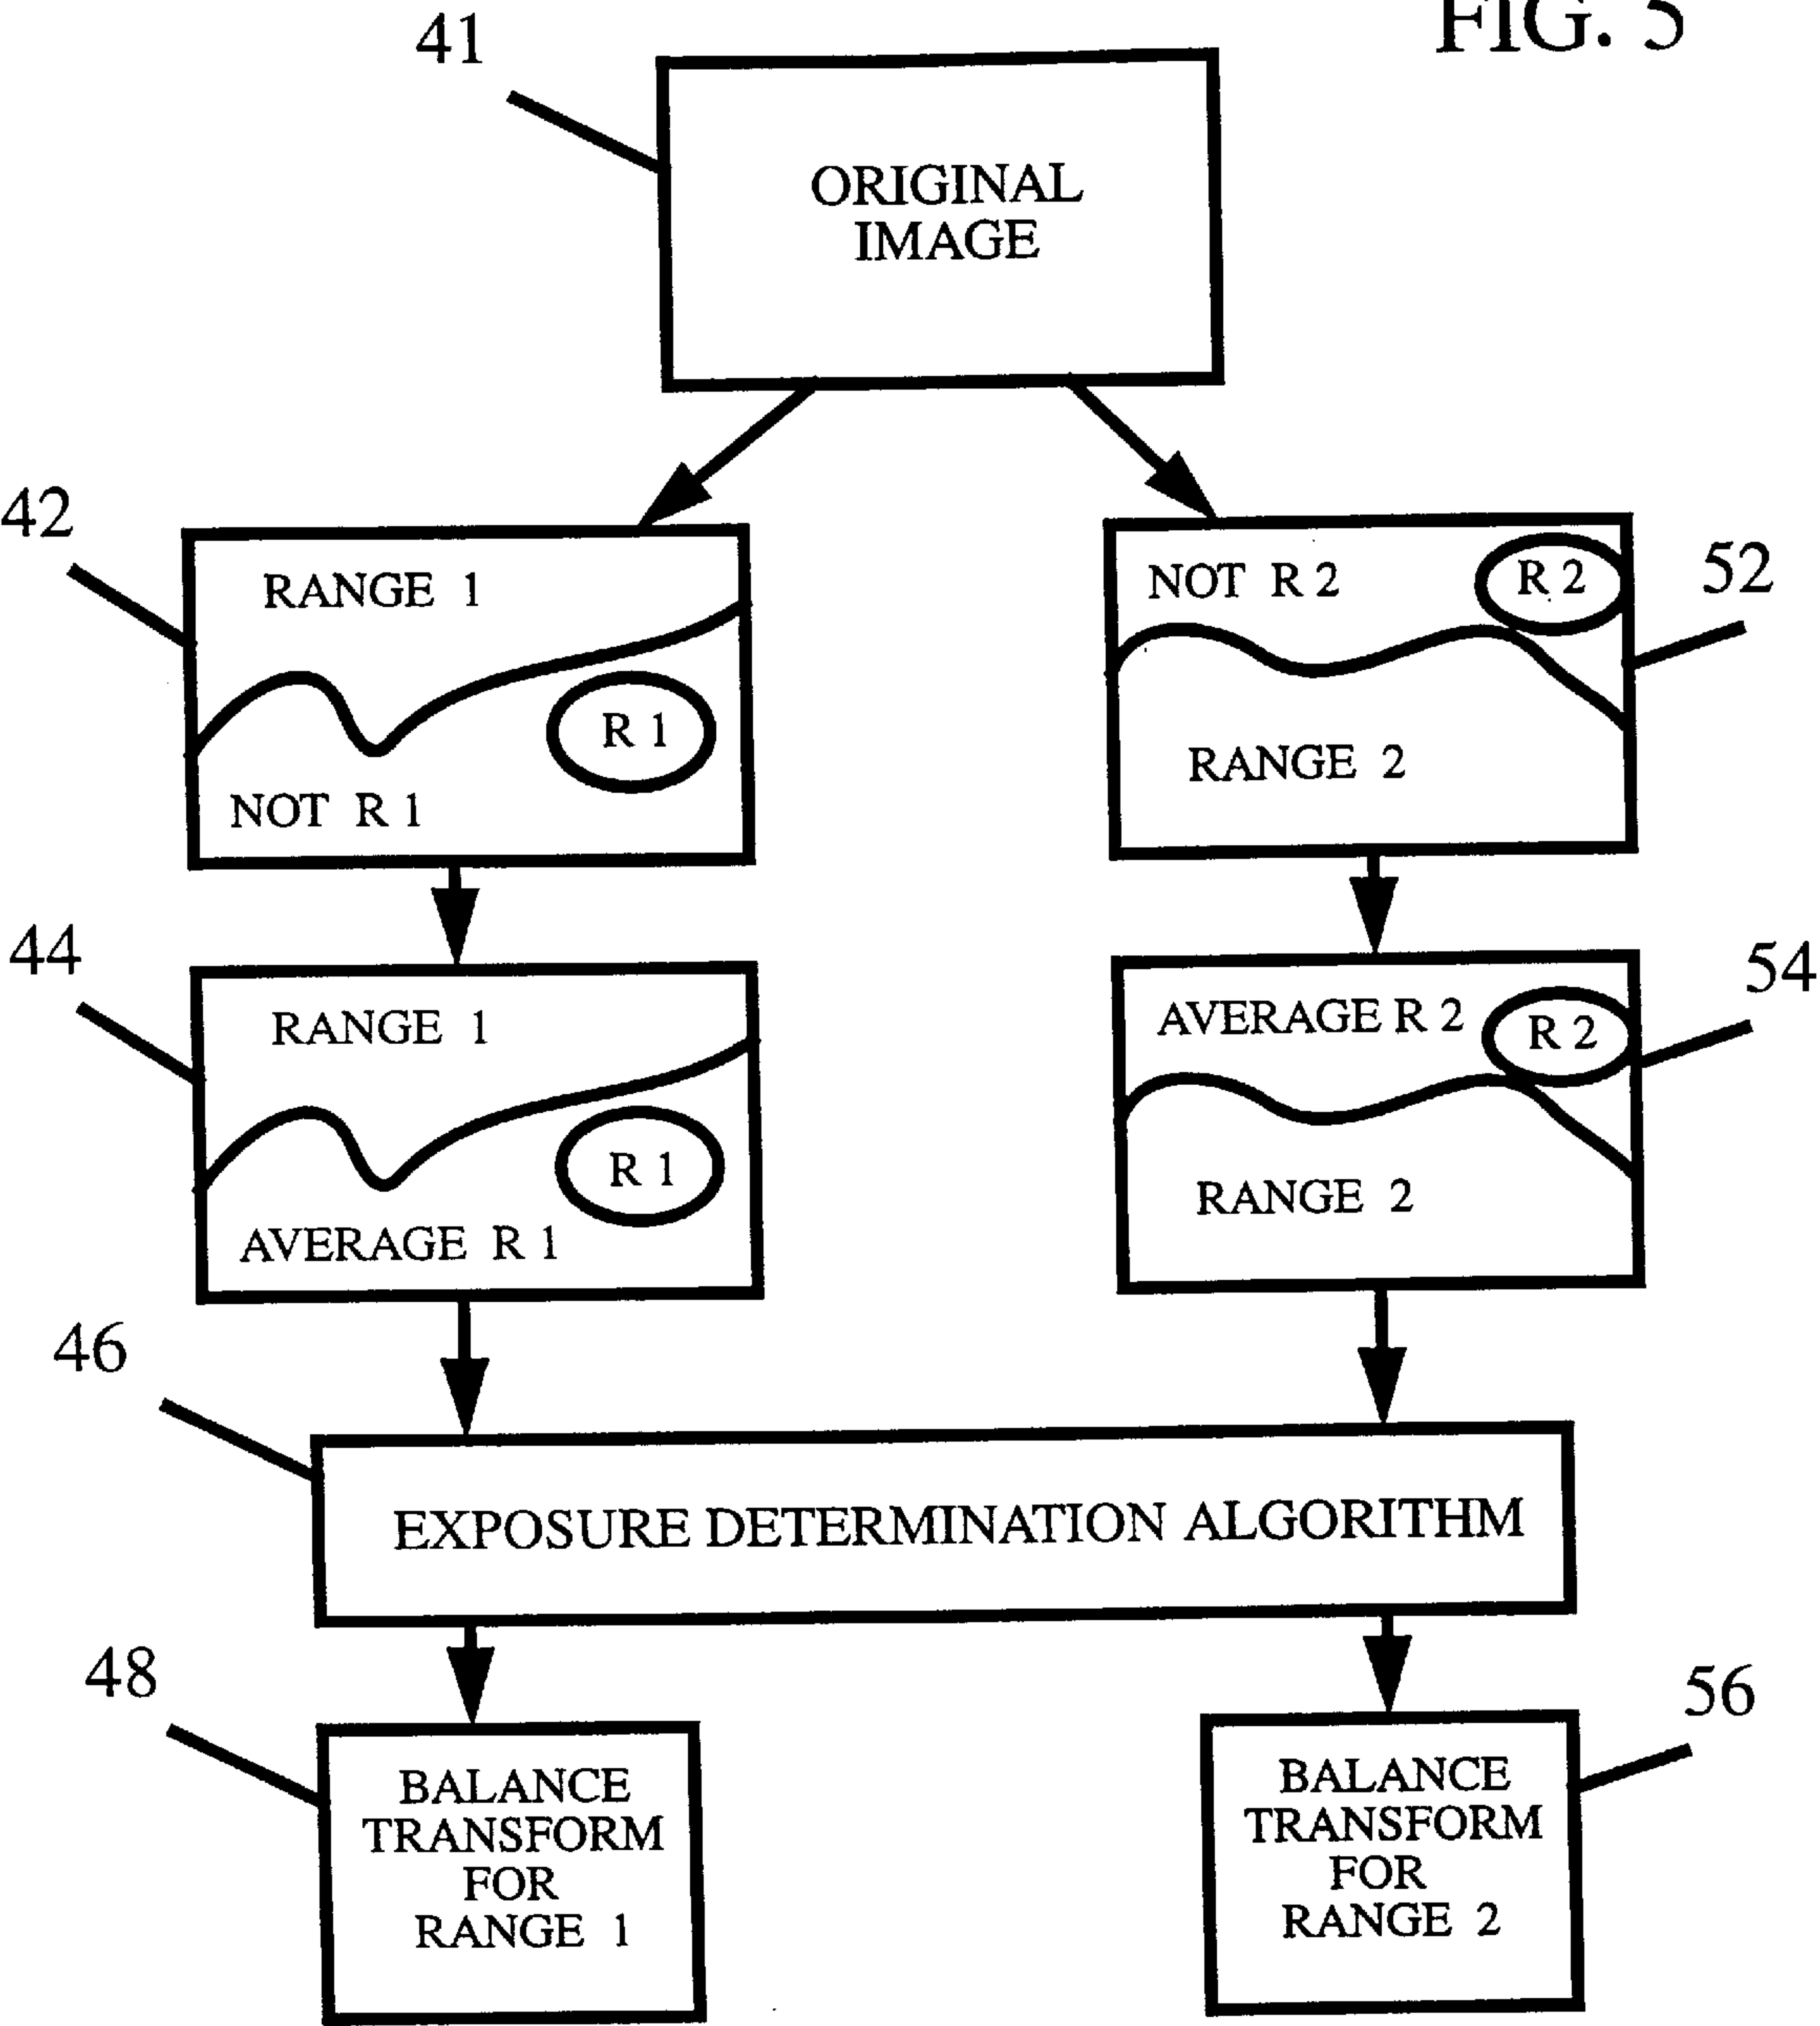 FIG. 5
41
ORIGINAL
IMAGE
42
RANGE 1
R 1
NOT R 1
NOT R 2
R 2
52
RANGE 2
44
RANGE 1
R 1
AVERAGE R 1
AVERAGE R 2
R 2
54
RANGE 2
46
EXPOSURE DETERMINATION ALGORITHM
48
BALANCE
TRANSFORM
FOR
RANGE 1
56
BALANCE
TRANSFORM
FOR
RANGE 2